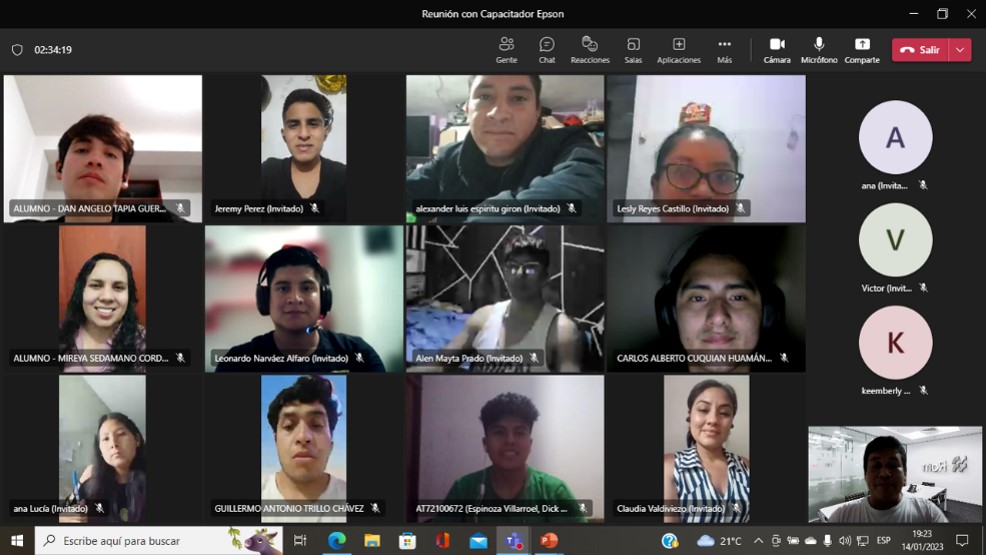 Reunión con Capacitador Epson
02:34:19
Gente
Chat
Reacciones
Salas
Aplicaciones
Más
Cámara
Micrófono
Comparte
Salir
ALUMNO - DAN ANGELO TAPIA GUER...
Jeremy Perez (Invitado)
alexander luis espiritu giron (Invitado)
Lesly Reyes Castillo (Invitado)
A
ana (Invita...
ALUMNO - MIREYA SEDAMANO CORD...
Leonardo Narváez Alfaro (Invitado)
Alen Mayta Prado (Invitado)
CARLOS ALBERTO CUQUIAN HUAMÁN...
V
Victor (Invit...
K
keemberly ...
ana Lucía (Invitado)
GUILLERMO ANTONIO TRILLO CHÁVEZ
AT72100672 (Espinoza Villarroel, Dick ...
Claudia Valdiviezo (Invitado)
Escribe aquí para buscar
21°C
ESP
19:23
14/01/2023